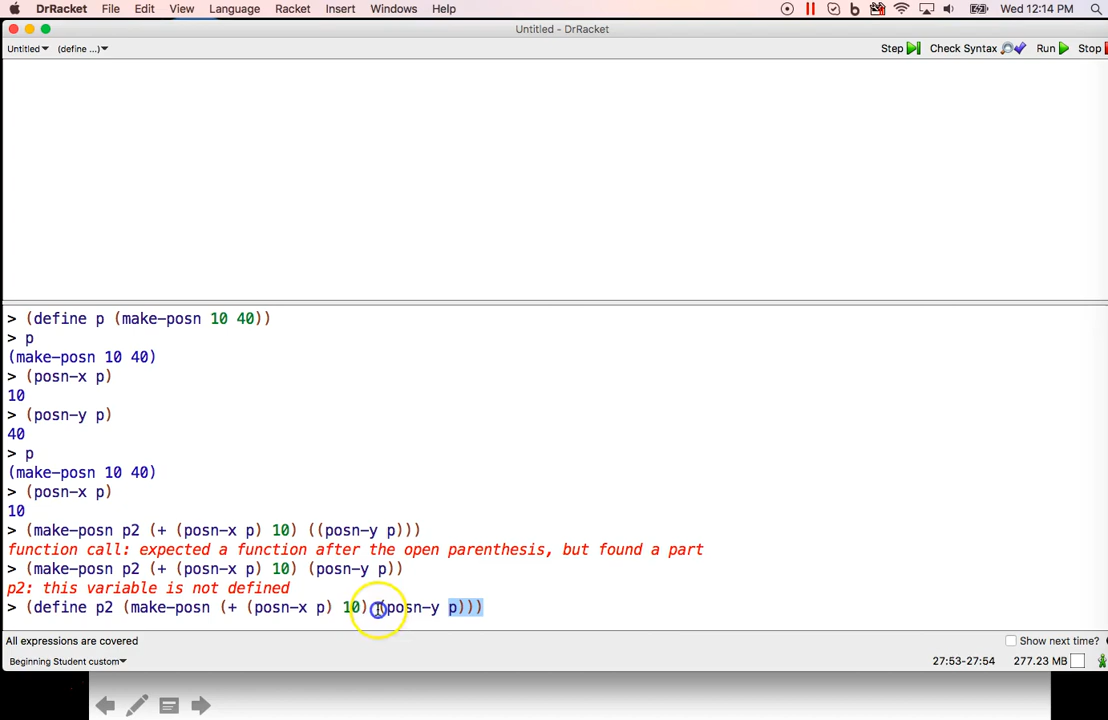 DrRacket File Edit View Language Racket Insert Windows Help Wed 12:14 PM
Untitled - DrRacket
Untitled▾ (define ...)▾ Step Check Syntax Run Stop
> (define p (make-posn 10 40))
> p
(make-posn 10 40)
> (posn-x p)
10
> (posn-y p)
40
> p
(make-posn 10 40)
> (posn-x p)
10
> (make-posn p2 (+ (posn-x p) 10) ((posn-y p)))
function call: expected a function after the open parenthesis, but found a part
> (make-posn p2 (+ (posn-x p) 10) (posn-y p))
p2: this variable is not defined
> (define p2 (make-posn (+ (posn-x p) 10) (posn-y p)))
All expressions are covered Show next time?
Beginning Student custom▾ 27:53-27:54 277.23 MB